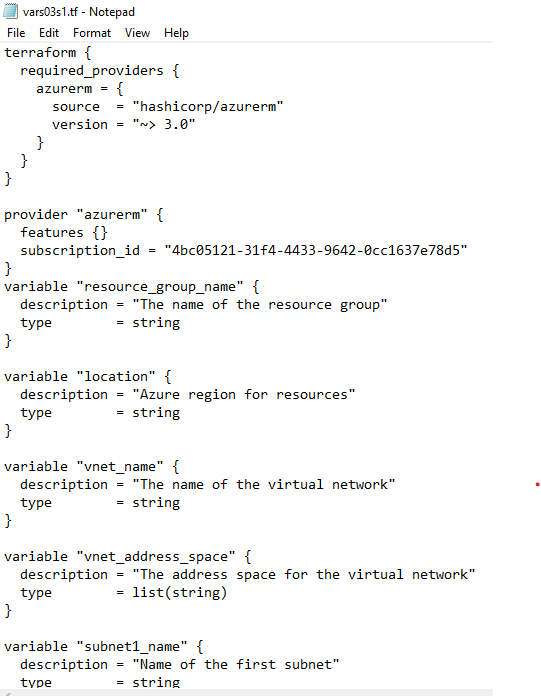 vars03s1.tf - Notepad
File Edit Format View Help
terraform {
  required_providers {
    azurerm = {
      source  = "hashicorp/azurerm"
      version = "~> 3.0"
    }
  }
}

provider "azurerm" {
  features {}
  subscription_id = "4bc05121-31f4-4433-9642-0cc1637e78d5"
}
variable "resource_group_name" {
  description = "The name of the resource group"
  type        = string
}

variable "location" {
  description = "Azure region for resources"
  type        = string
}

variable "vnet_name" {
  description = "The name of the virtual network"
  type        = string
}

variable "vnet_address_space" {
  description = "The address space for the virtual network"
  type        = list(string)
}

variable "subnet1_name" {
  description = "Name of the first subnet"
  type        = string